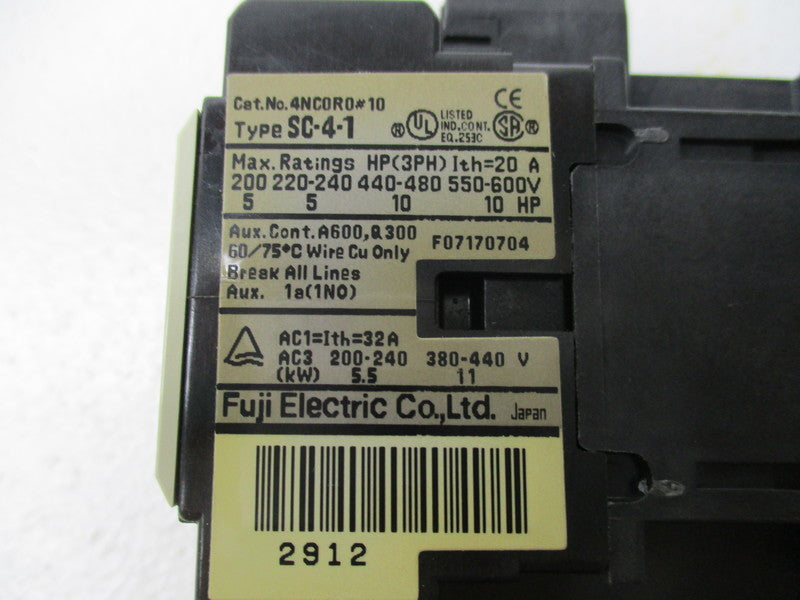 Cat.No.4NC0R0#10
Type SC-4-1
® UL LISTED IND.CONT. EQ.253C
CE
SA ®
Max.Ratings HP(3PH) Ith=20 A
200 220-240 440-480 550-600V
5 5 10 10 HP
Aux.Cont.A600,Q300
60/75°C Wire Cu Only
Break All Lines
Aux. 1a(1NO)
F07170704
AC1=Ith=32A
AC3 200-240 380-440 V
(kW) 5.5 11
Fuji Electric Co.,Ltd. Japan
2912